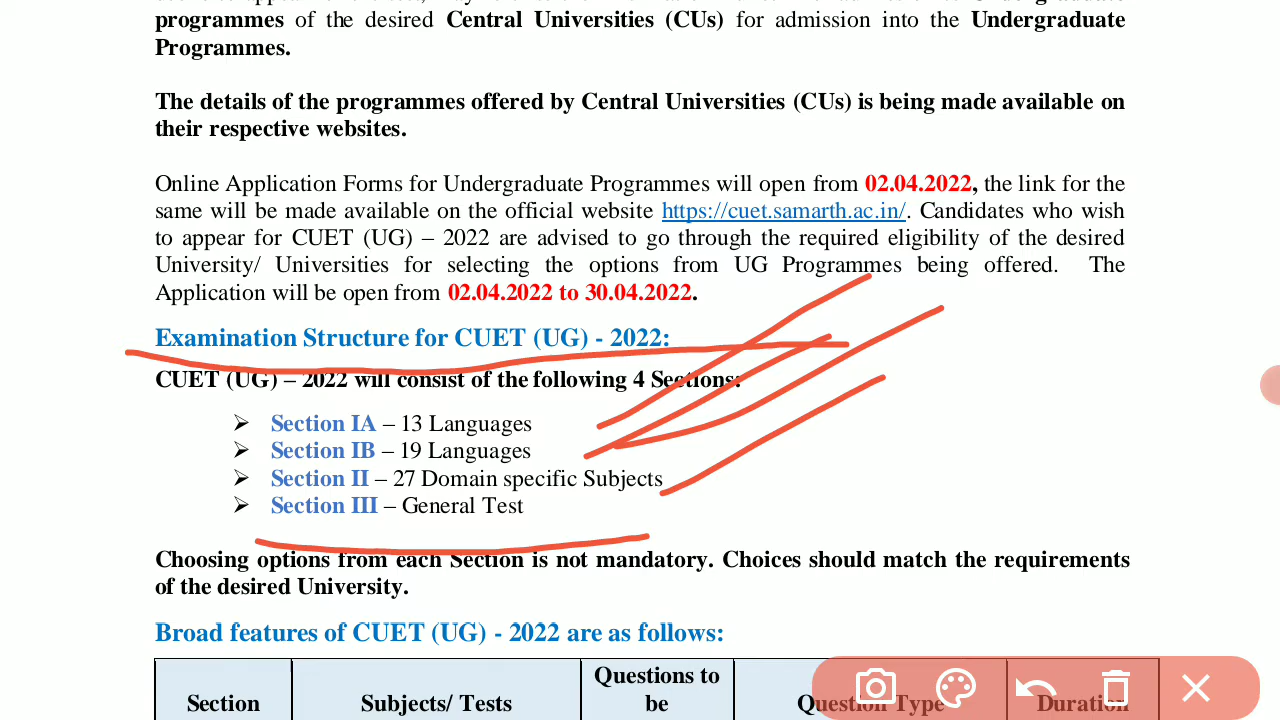 programmes of the desired Central Universities (CUs) for admission into the Undergraduate
Programmes.
The details of the programmes offered by Central Universities (CUs) is being made available on
their respective websites.
Online Application Forms for Undergraduate Programmes will open from 02.04.2022, the link for the
same will be made available on the official website https://cuet.samarth.ac.in/. Candidates who wish
to appear for CUET (UG) – 2022 are advised to go through the required eligibility of the desired
University/ Universities for selecting the options from UG Programmes being offered. The
Application will be open from 02.04.2022 to 30.04.2022.
Examination Structure for CUET (UG) - 2022:
CUET (UG) – 2022 will consist of the following 4 Sections:
➢ Section IA – 13 Languages
➢ Section IB – 19 Languages
➢ Section II – 27 Domain specific Subjects
➢ Section III – General Test
Choosing options from each Section is not mandatory. Choices should match the requirements
of the desired University.
Broad features of CUET (UG) - 2022 are as follows:
Section Subjects/ Tests Questions to be Question Type Duration